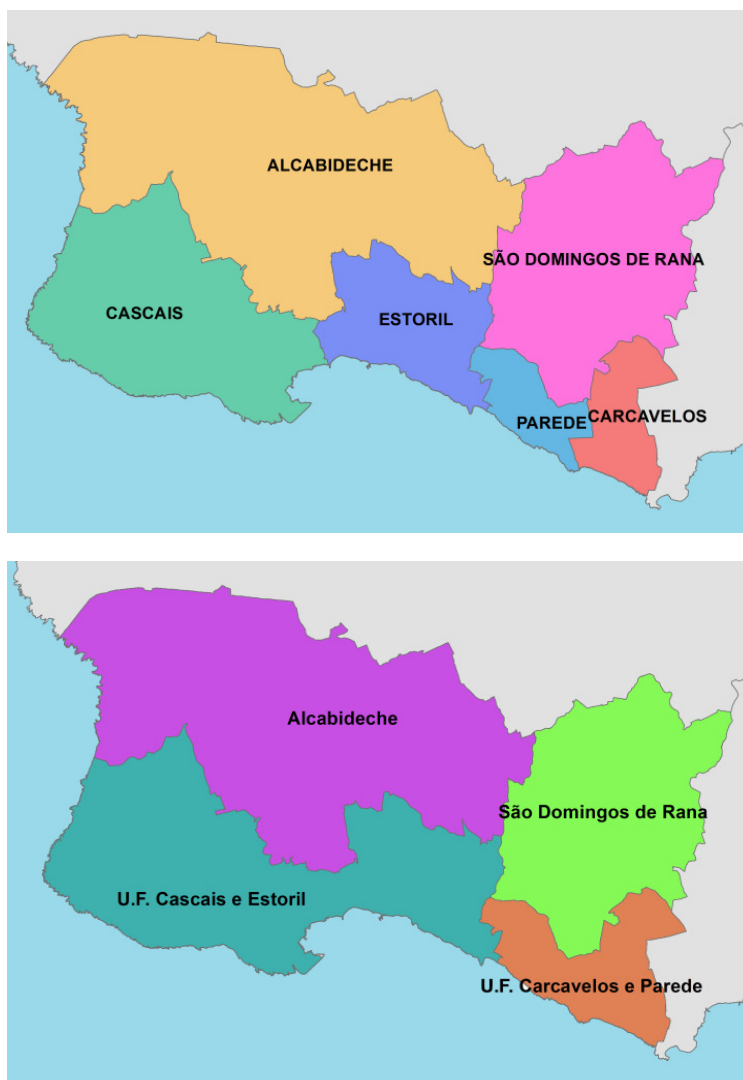 ALCABIDECHE
SÃO DOMINGOS DE RANA
CASCAIS
ESTORIL
PAREDE
CARCAVELOS
Alcabideche
São Domingos de Rana
U.F. Cascais e Estoril
U.F. Carcavelos e Parede